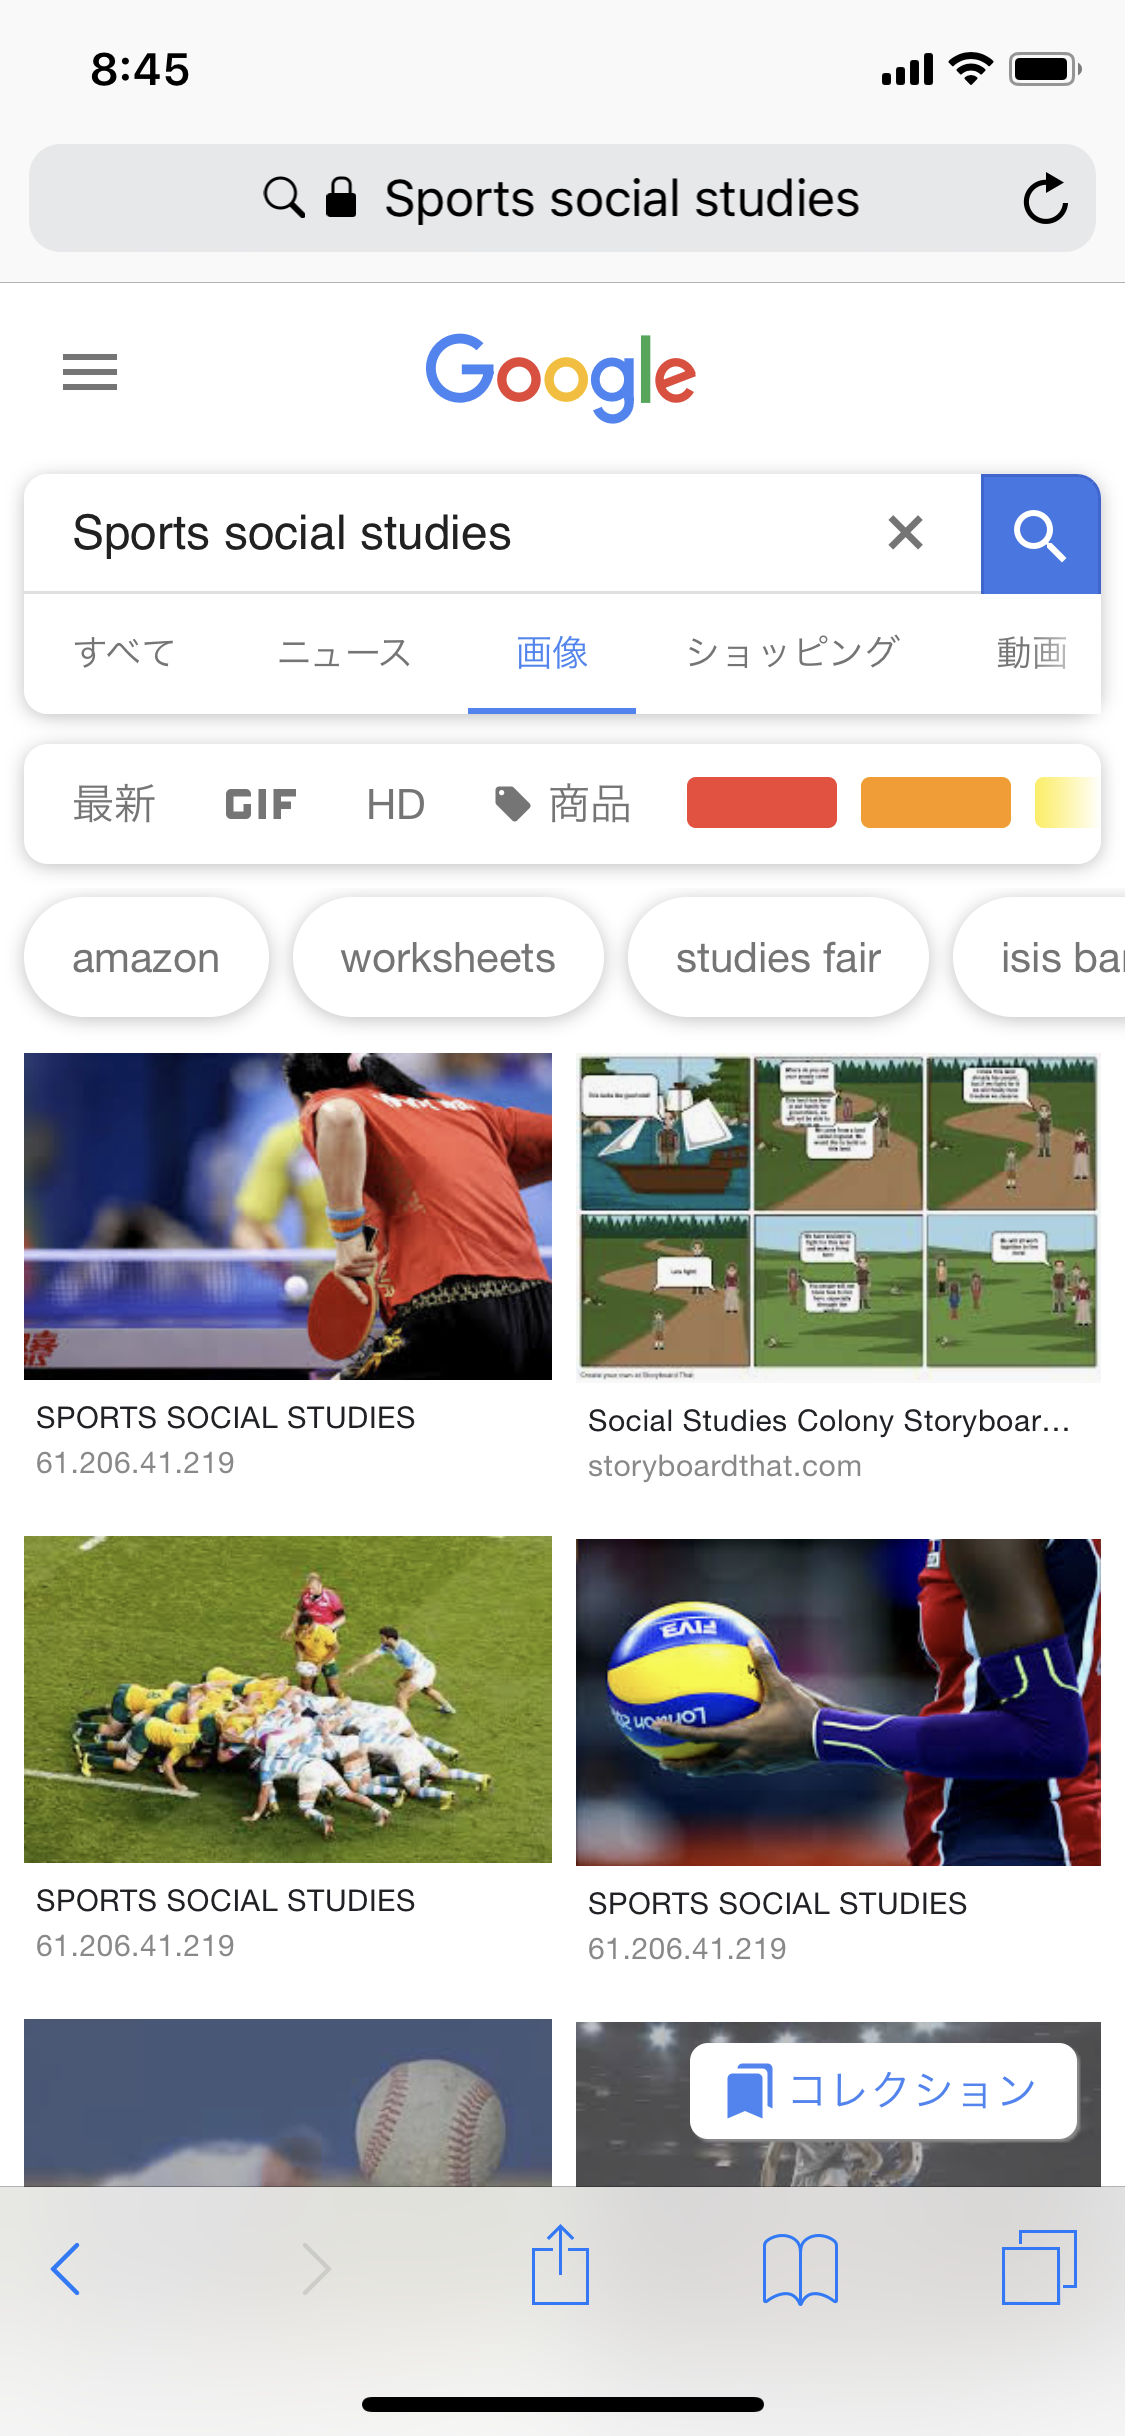 8:45
Sports social studies
Google
Sports social studies
すべて ニュース 画像 ショッピング 動画
最新 GIF HD 商品
amazon worksheets studies fair isis
SPORTS SOCIAL STUDIES
61.206.41.219
Social Studies Colony Storyboar...
storyboardthat.com
FIVB
SPORTS SOCIAL STUDIES
61.206.41.219
SPORTS SOCIAL STUDIES
61.206.41.219
コレクション